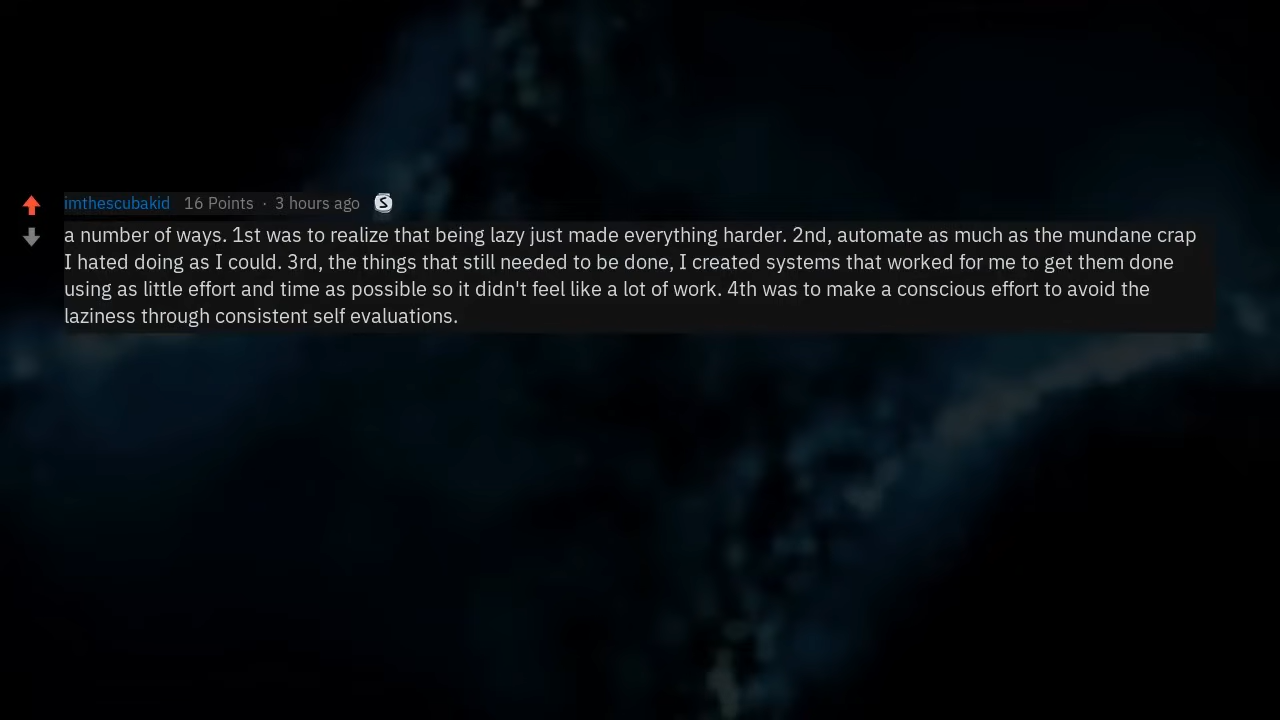 imthescubakid 16 Points · 3 hours ago S
a number of ways. 1st was to realize that being lazy just made everything harder. 2nd, automate as much as the mundane crap
I hated doing as I could. 3rd, the things that still needed to be done, I created systems that worked for me to get them done
using as little effort and time as possible so it didn't feel like a lot of work. 4th was to make a conscious effort to avoid the
laziness through consistent self evaluations.